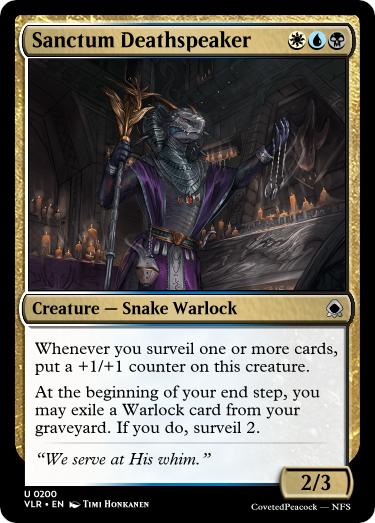 Sanctum Deathspeaker
Creature — Snake Warlock
Whenever you surveil one or more cards,
put a +1/+1 counter on this creature.
At the beginning of your end step, you
may exile a Warlock card from your
graveyard. If you do, surveil 2.
“We serve at His whim.”
2/3
U 0200
VLR • EN Timi Honkanen
CovetedPeacock — NFS